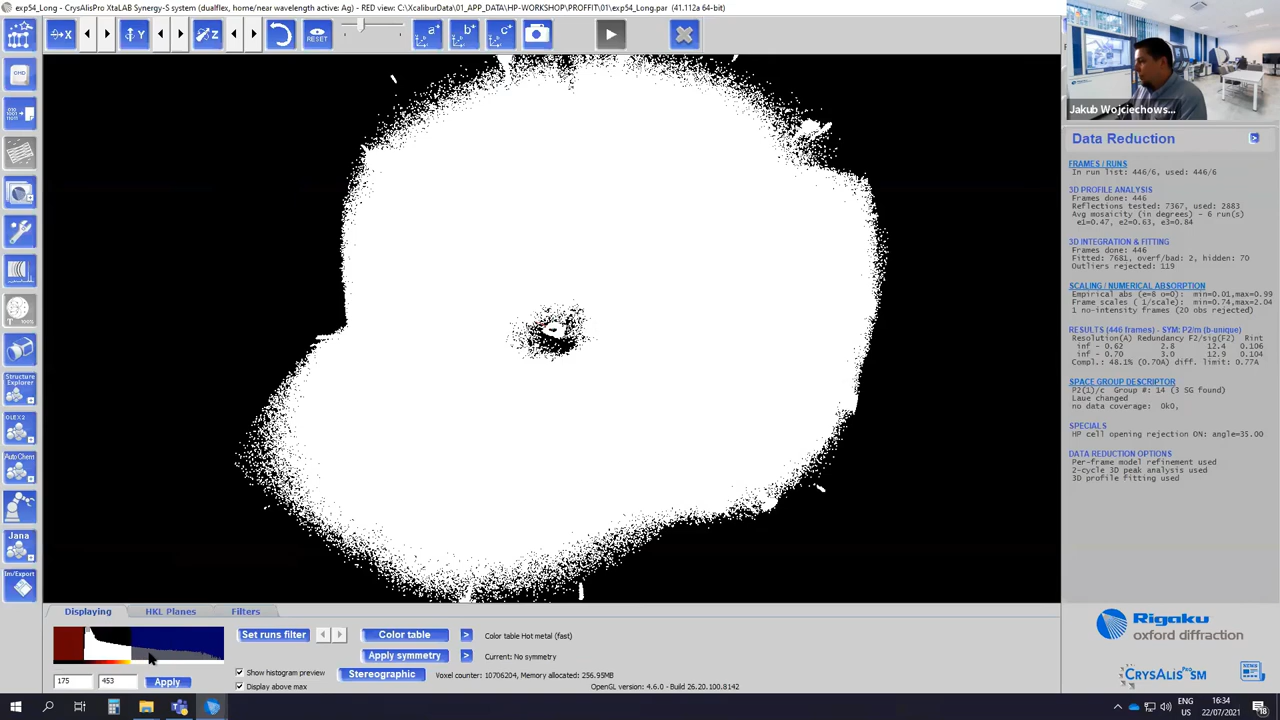 exp54_Long - CrysAlisPro XtaLAB Synergy-S system (dualflex, home/near wavelength active: Ag) - RED view: C:\XcaliburData\01_APP_DATA\HP-WORKSHOP\PROFFIT\01\exp54_Long.par (41.112a 64-bit)
X
Y
Z
RESET
a*
b*
c*
CMD
Structure
Explorer
OLEX2
AutoChem
Jana
Im/Export
Jakub Wojciechows...
Data Reduction
FRAMES / RUNS
In run list: 446/6, used: 446/6
3D PROFILE ANALYSIS
Frames done: 446
Reflections tested: 7367, used: 2883
Avg mosaicity (in degrees) - 6 run(s)
e1=0.47, e2=0.63, e3=0.84
3D INTEGRATION & FITTING
Frames done: 446
Fitted: 7681, overf/bad: 2, hidden: 70
Outliers rejected: 119
SCALING / NUMERICAL ABSORPTION
Empirical abs (e=8 o=0): min=0.01,max=0.99
Frame scales ( 1/scale): min=0.74,max=2.04
1 no-intensity frames (20 obs rejected)
RESULTS (446 frames) - SYM: P2/m (b-unique)
Resolution(A) Redundancy F2/sig(F2) Rint
inf - 0.62 2.8 12.4 0.106
inf - 0.70 3.0 12.9 0.104
Compl.: 48.1% (0.70A) diff. limit: 0.77A
SPACE GROUP DESCRIPTOR
P2(1)/c Group #: 14 (3 SG found)
Laue changed
no data coverage: 0k0,
SPECIALS
HP cell opening rejection ON: angle=35.00
DATA REDUCTION OPTIONS
Per-frame model refinement used
2-cycle 3D peak analysis used
3D profile fitting used
Rigaku
oxford diffraction
CRYSALIS PRO SM
Displaying HKL Planes Filters
Set runs filter
Color table > Color table Hot metal (fast)
Apply symmetry > Current: No symmetry
Show histogram preview
Display above max
Stereographic
Voxel counter: 10706204, Memory allocated: 256.95MB
OpenGL version: 4.6.0 - Build 26.20.100.8142
175 453 Apply
ENG
US
16:34
22/07/2021
18